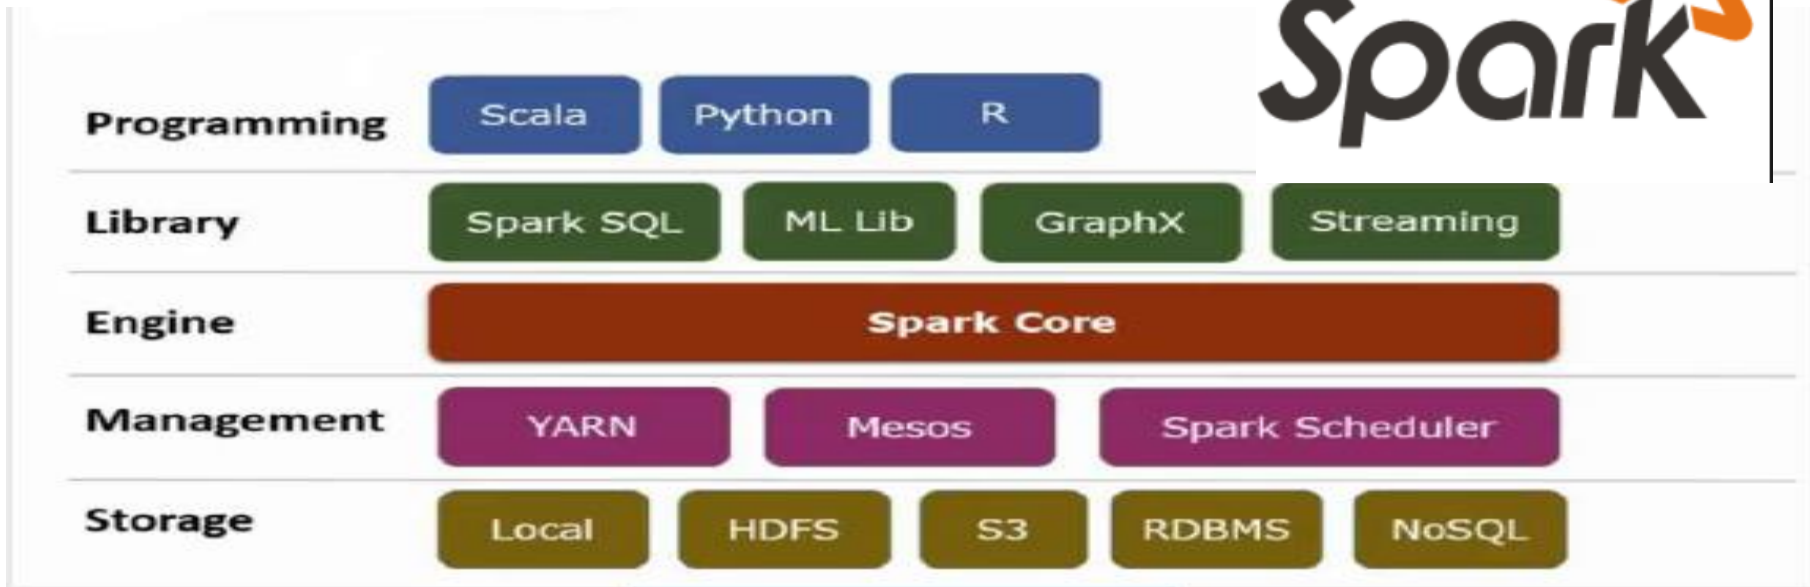 Spark
Programming Scala Python R
Library Spark SQL ML Lib GraphX Streaming
Engine Spark Core
Management YARN Mesos Spark Scheduler
Storage Local HDFS S3 RDBMS NoSQL